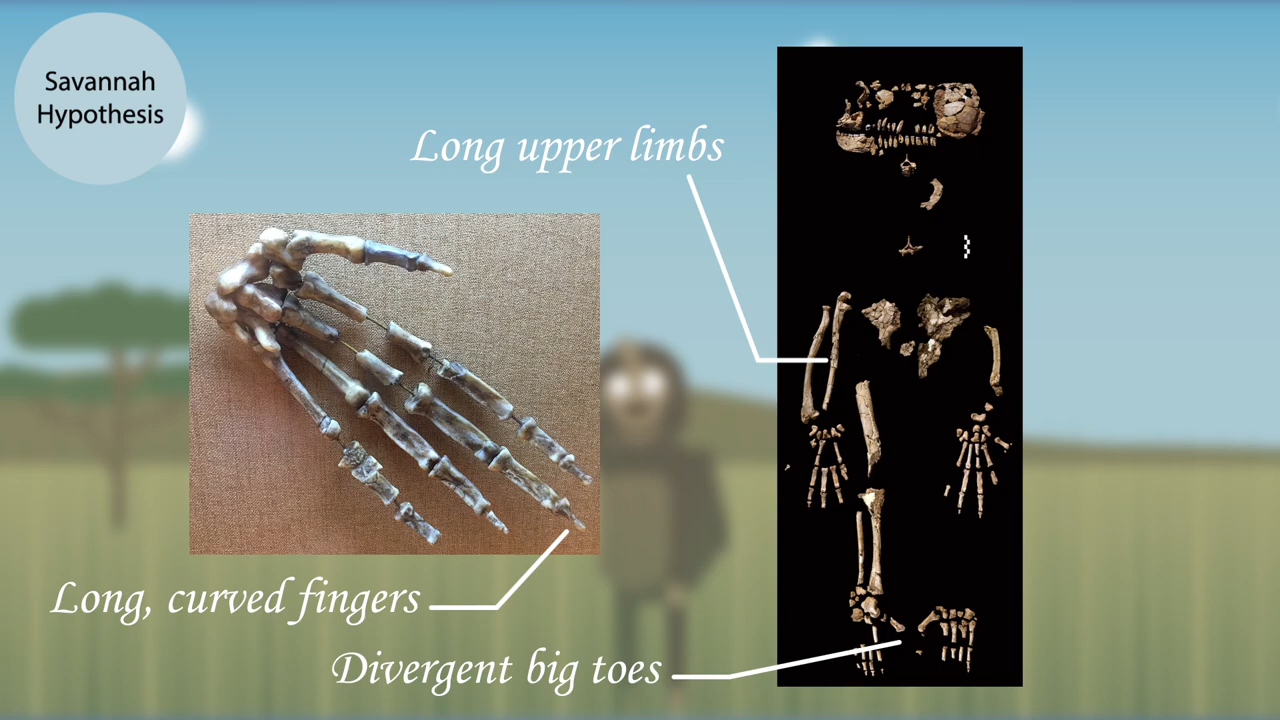 Savannah
Hypothesis
Long upper limbs
Long, curved fingers
Divergent big toes